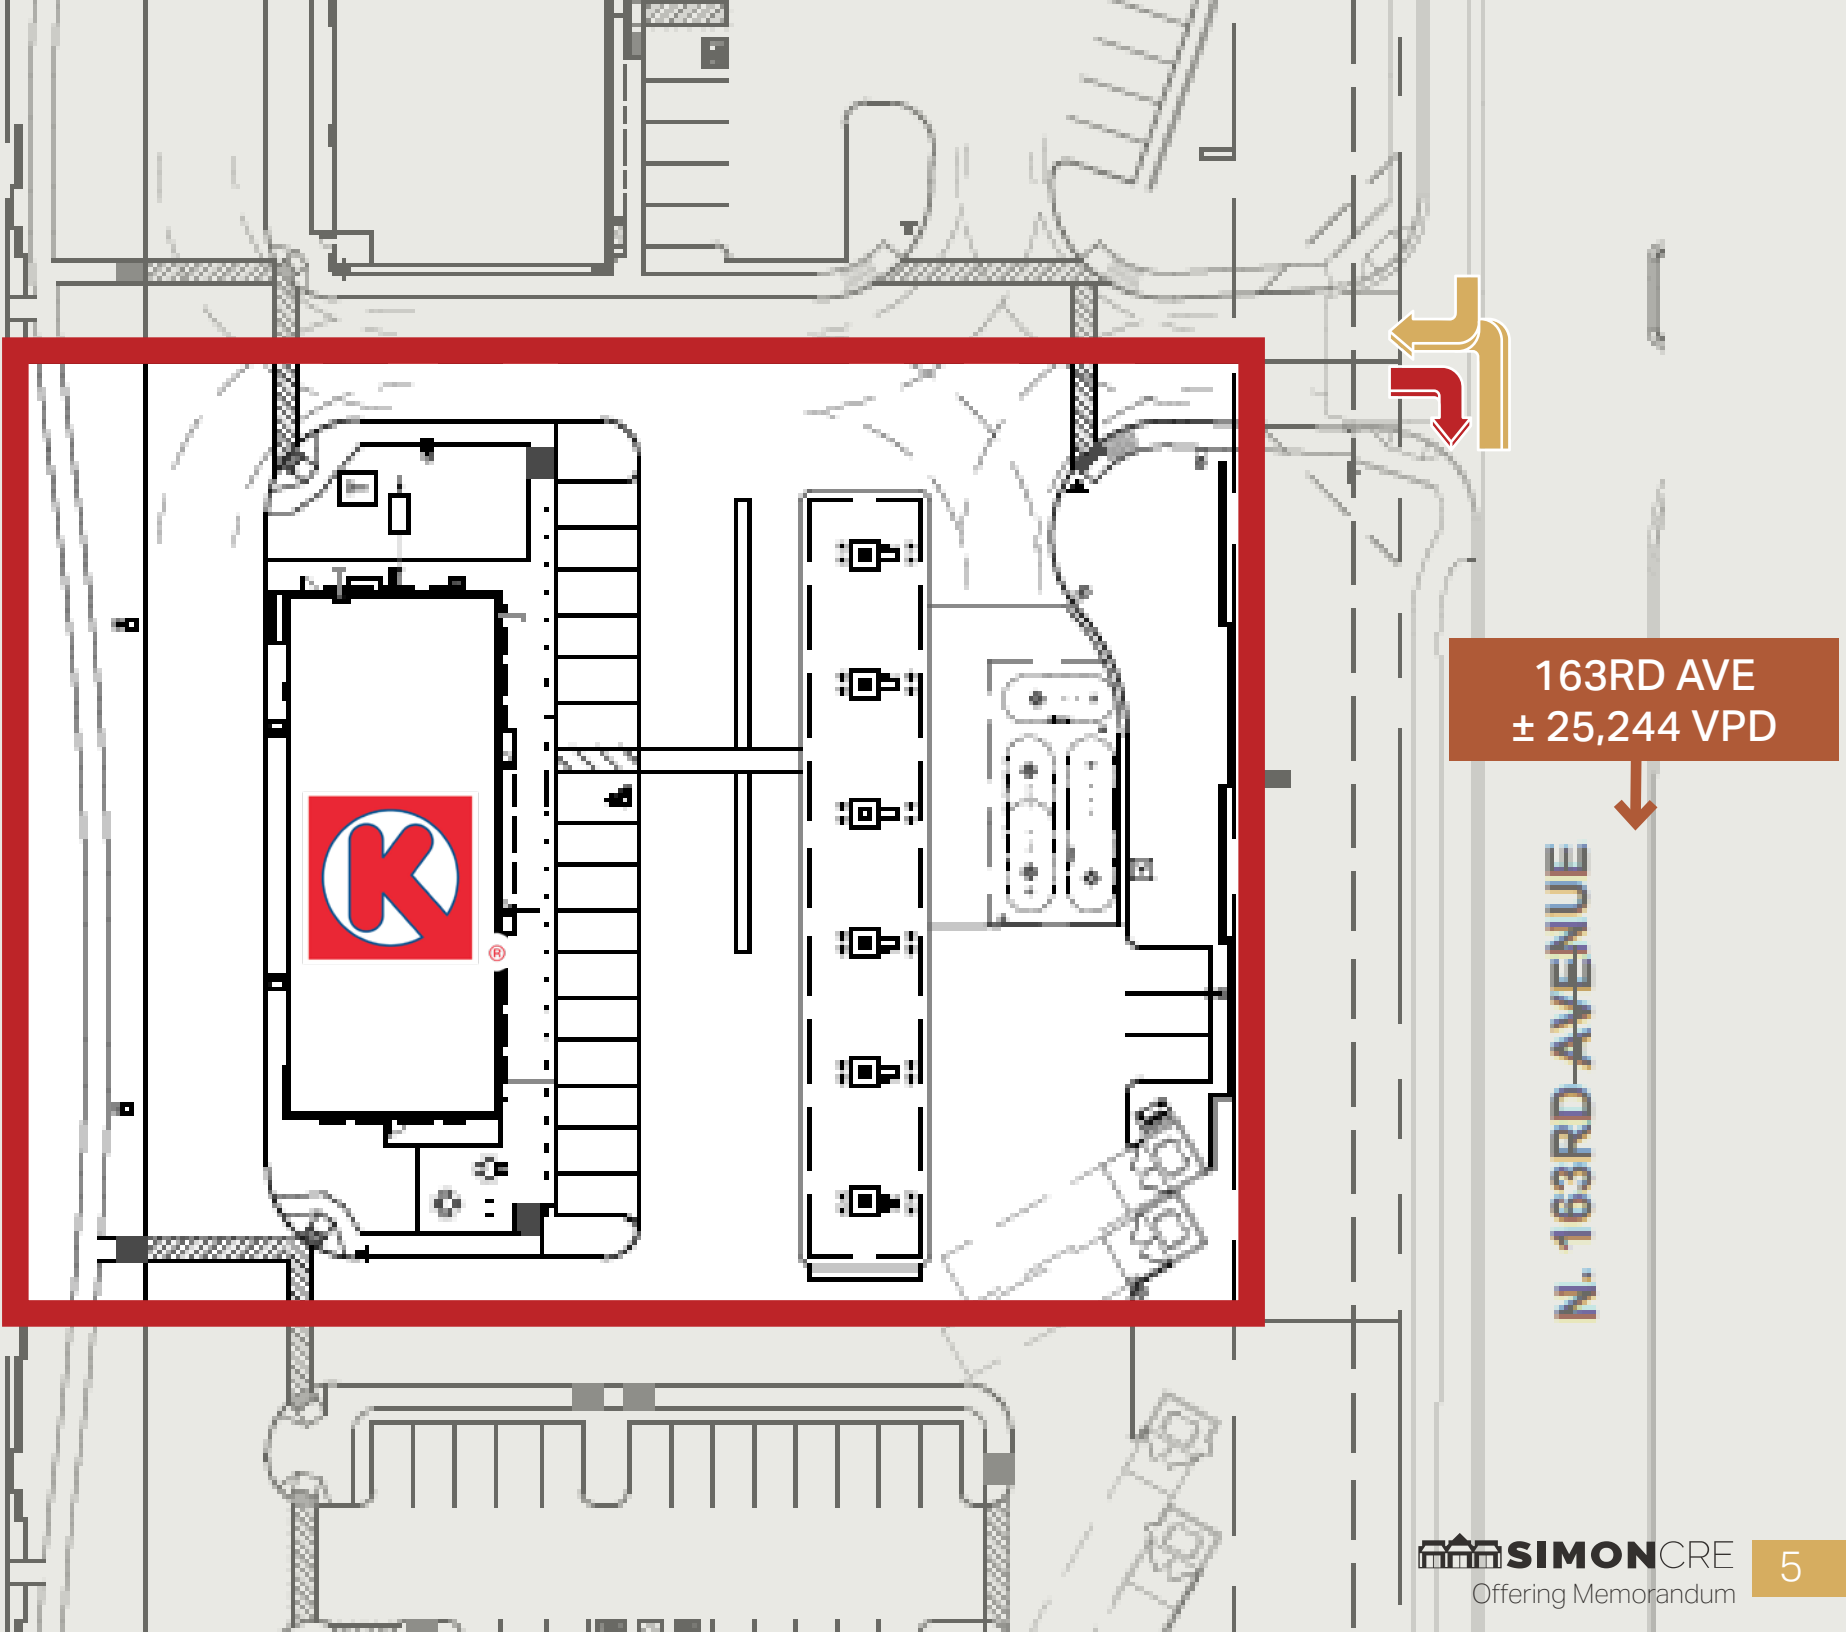 163RD AVE
± 25,244 VPD
N. 163RD AVENUE
K
®
SIMONCRE
Offering Memorandum
5